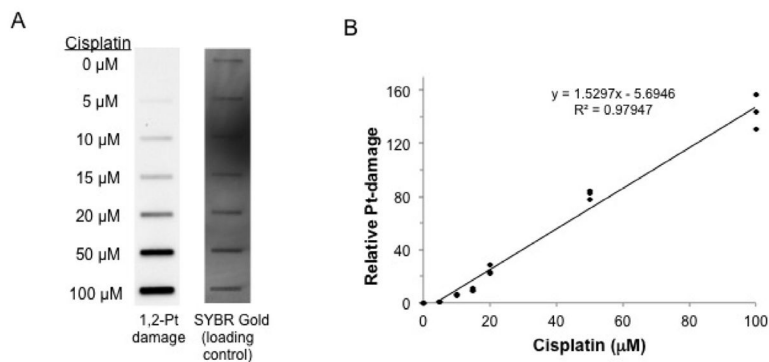 A
Cisplatin
0 μM
5 μM
10 μM
15 μM
20 μM
50 μM
100 μM
1,2-Pt
damage
SYBR Gold
(loading
control)
B
y = 1.5297x - 5.6946
R² = 0.97947
Relative Pt-damage
160
120
80
40
0
0
20
40
60
80
100
Cisplatin (μM)